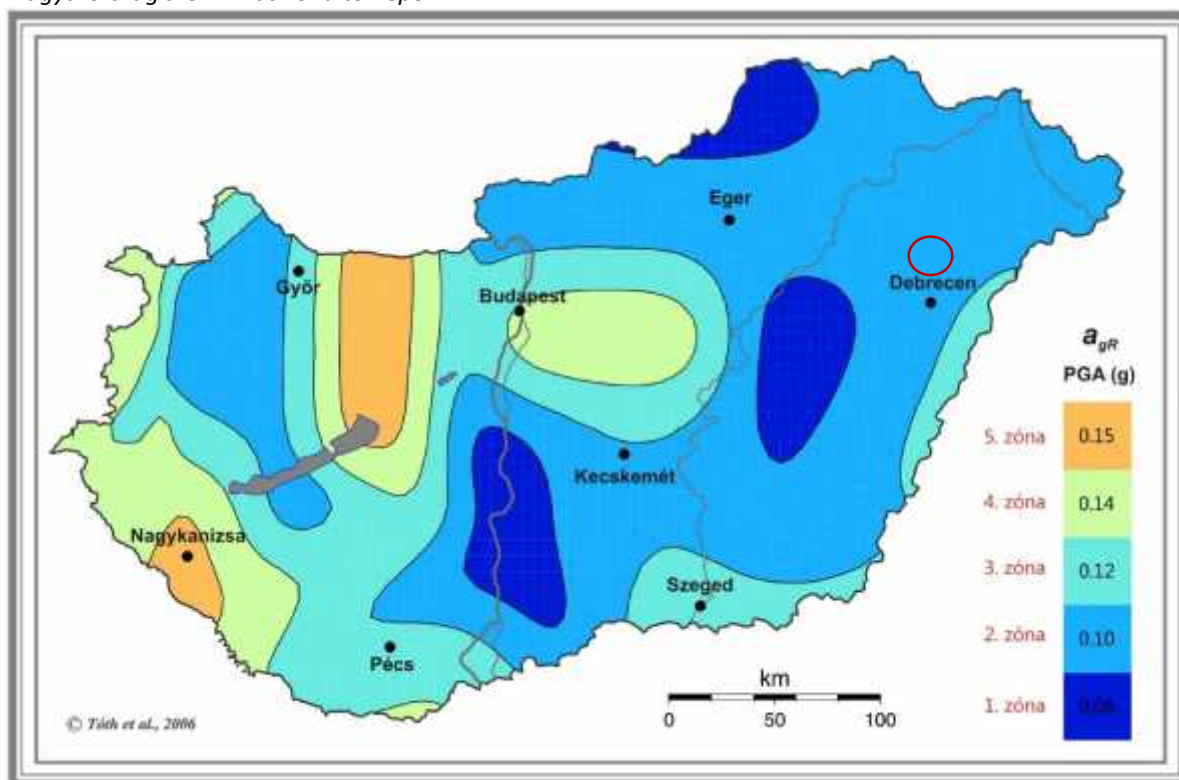 Eger
Debrecen
Győr
Budapest
Kecskemét
Nagykanizsa
Szeged
Pécs
a_gR
PGA (g)
5. zóna 0.15
4. zóna 0.14
3. zóna 0.12
2. zóna 0.10
1. zóna 0.08
km
0 50 100
© Tóth et al., 2006